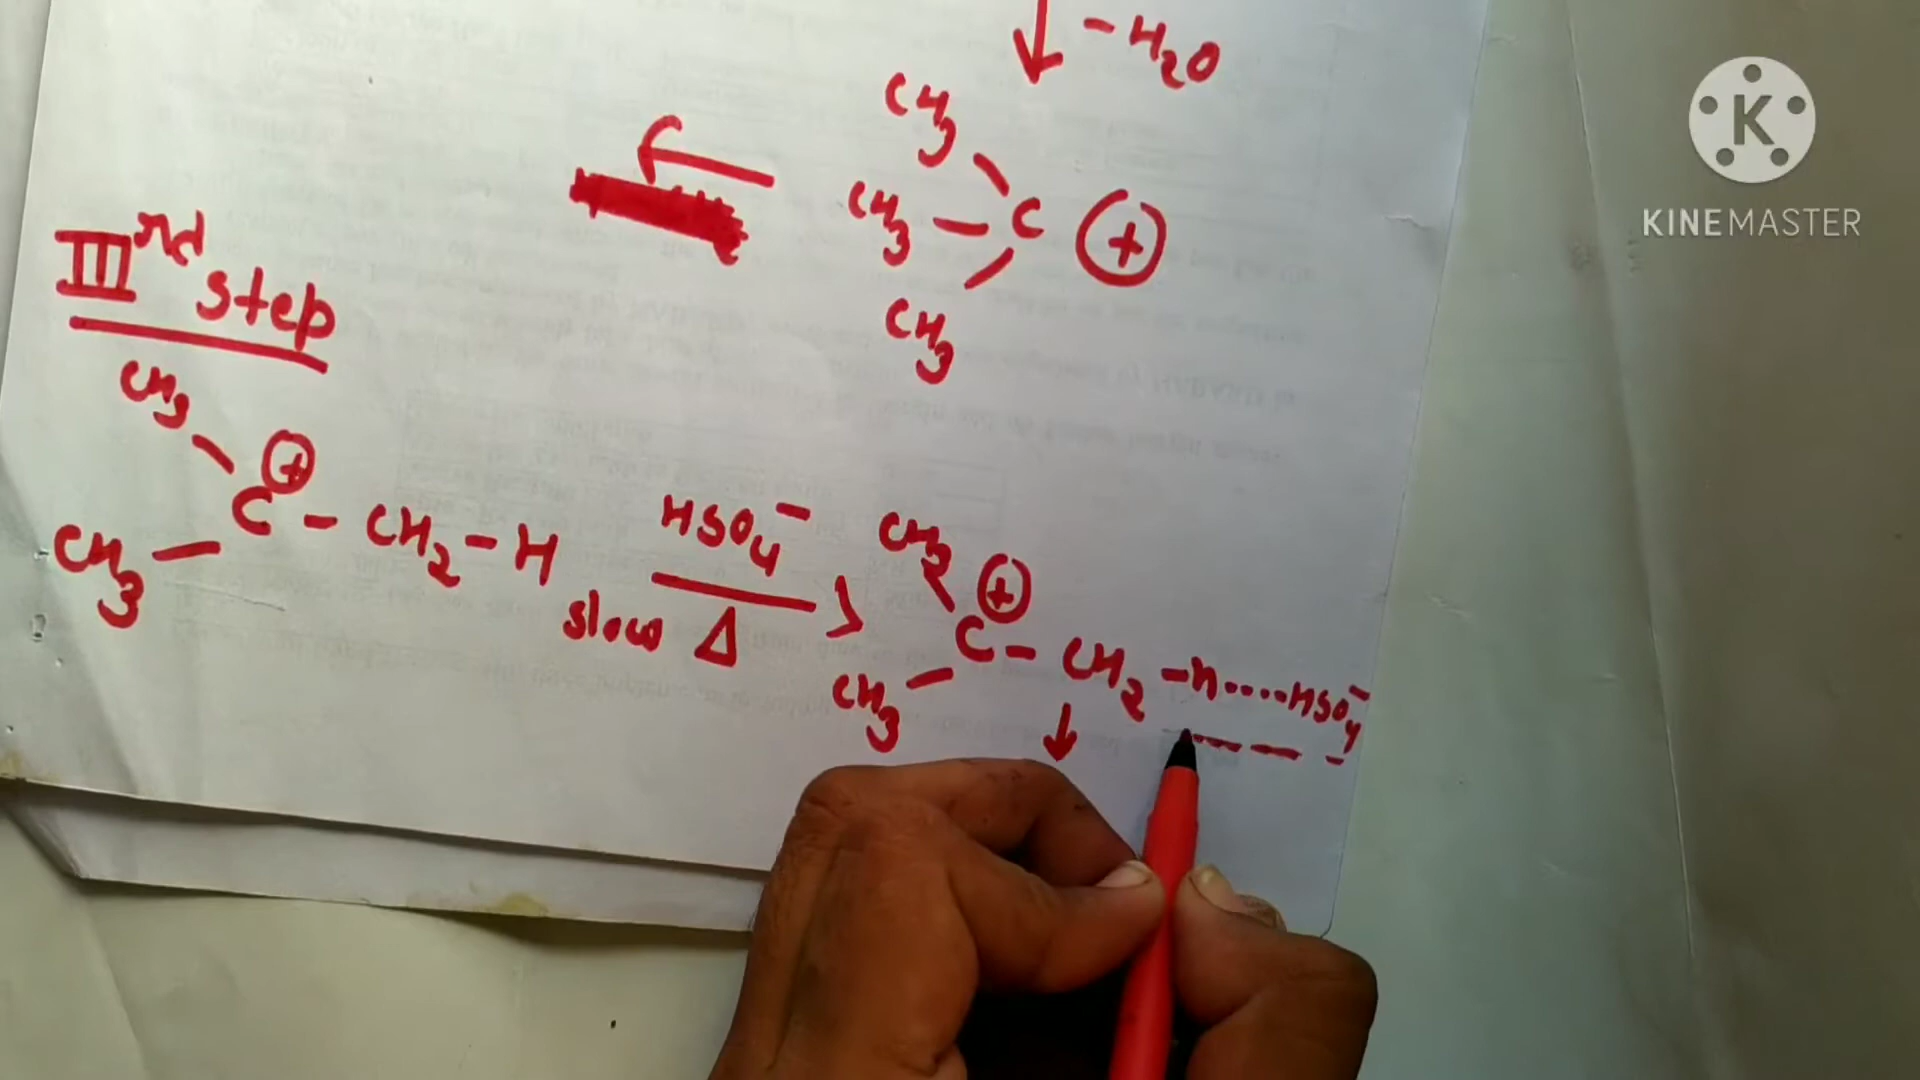 - H2O
CH3
CH3 - C ⊕
CH3
IIIrd step
CH3
CH3 - C⊕ - CH2 - H HSO4- slow Δ
CH3
CH3 - C⊕ - CH2 - H....HSO4-
K
KINEMASTER